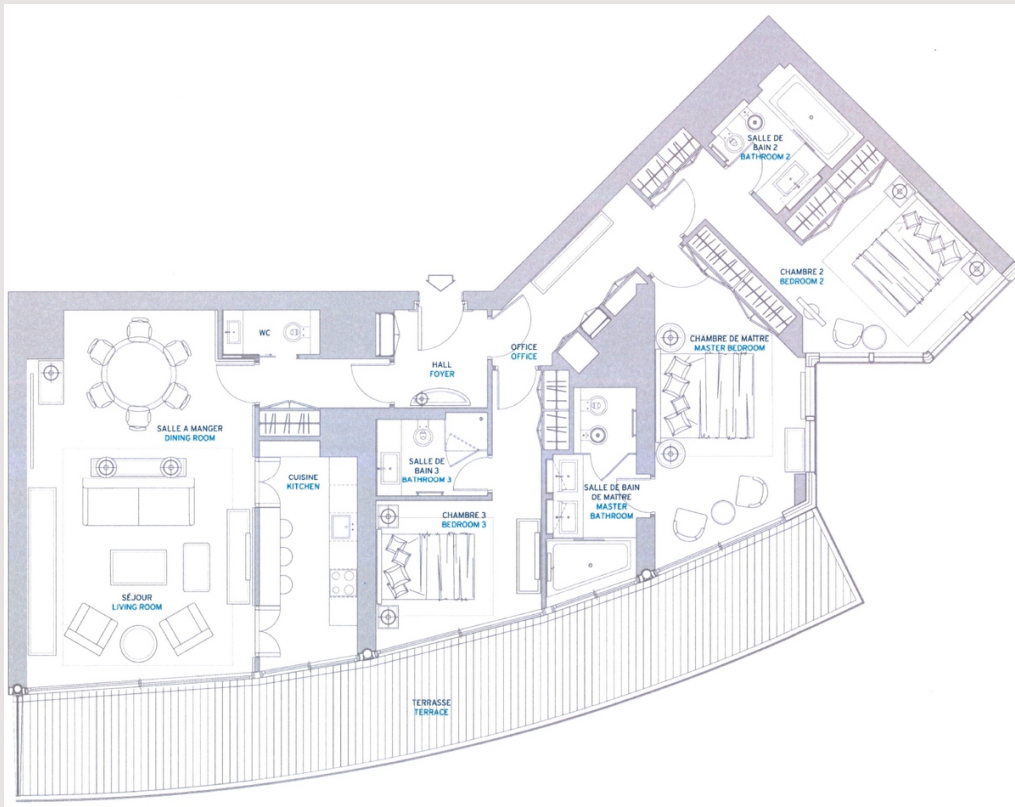 SALLE DE
BAIN 2
BATHROOM 2
CHAMBRE 2
BEDROOM 2
WC
HALL
FOYER
OFFICE
OFFICE
CHAMBRE DE MAITRE
MASTER BEDROOM
SALLE A MANGER
DINING ROOM
CUISINE
KITCHEN
SALLE DE
BAIN 3
BATHROOM 3
SALLE DE BAIN
DE MAITRE
MASTER
BATHROOM
CHAMBRE 3
BEDROOM 3
SÉJOUR
LIVING ROOM
TERRASSE
TERRACE